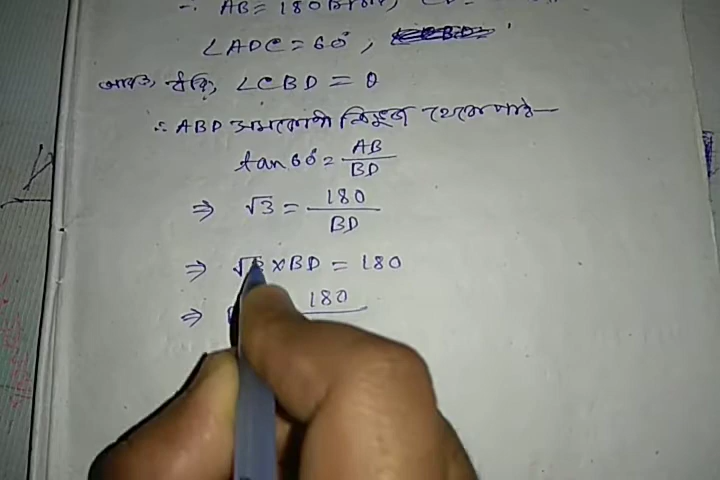 ∴ AB = 180
∠ADC = 60°,
আবার, ধরি, ∠CBD = θ
∴ ABD সমকোণী ত্রিভুজ থেকে পাই—
tan 60° = AB/BD
⇒ √3 = 180/BD
⇒ √3 × BD = 180
⇒ 180